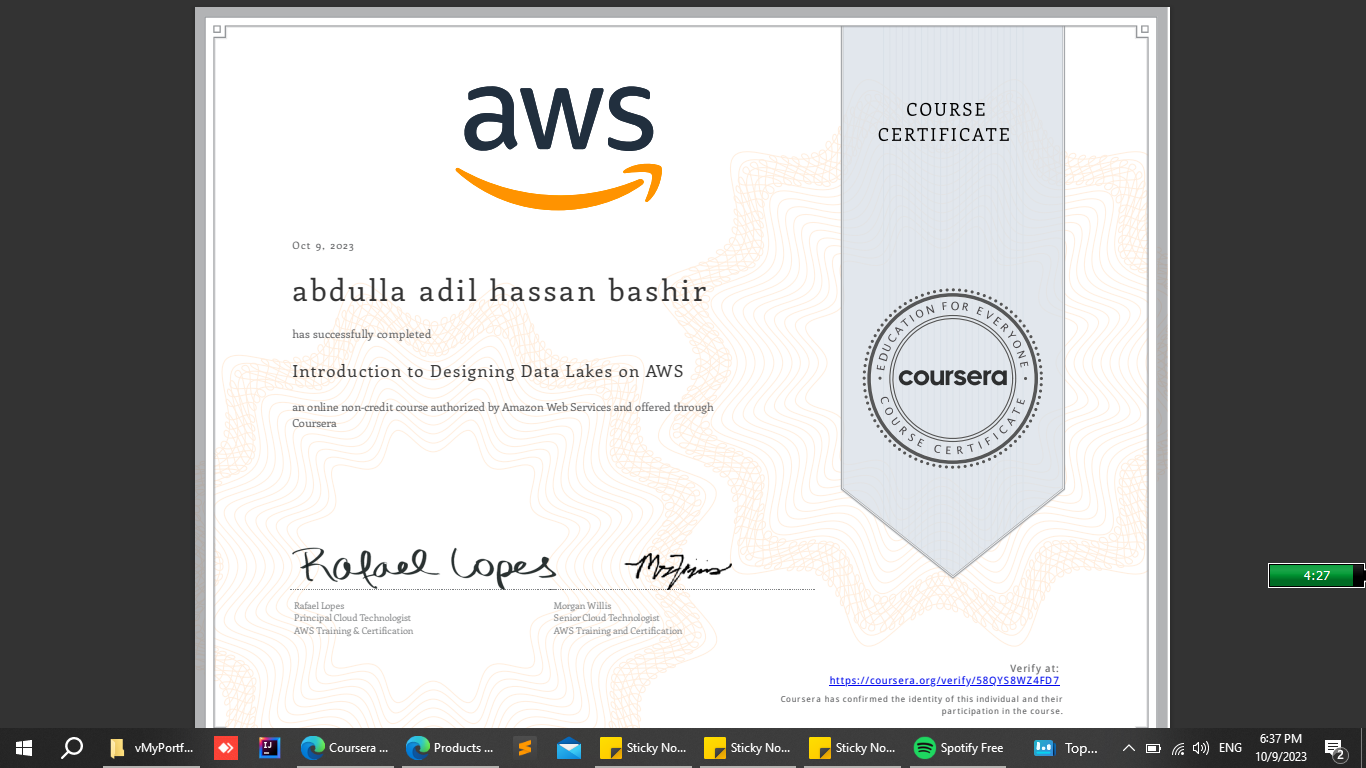 aws
COURSE
CERTIFICATE
Oct 9, 2023
abdulla adil hassan bashir
has successfully completed
Introduction to Designing Data Lakes on AWS
an online non-credit course authorized by Amazon Web Services and offered through
Coursera
EDUCATION FOR EVERYONE
coursera
COURSE CERTIFICATE
Rafael Lopes
Rafael Lopes
Principal Cloud Technologist
AWS Training & Certification
Morgan Willis
Senior Cloud Technologist
AWS Training and Certification
Verify at:
https://coursera.org/verify/58QYS8WZ4FD7
Coursera has confirmed the identity of this individual and their
participation in the course.
4:27
vMyPortf...
IJ
Coursera ...
Products ...
Sticky No...
Sticky No...
Sticky No...
Spotify Free
Top...
ENG
6:37 PM
10/9/2023
2